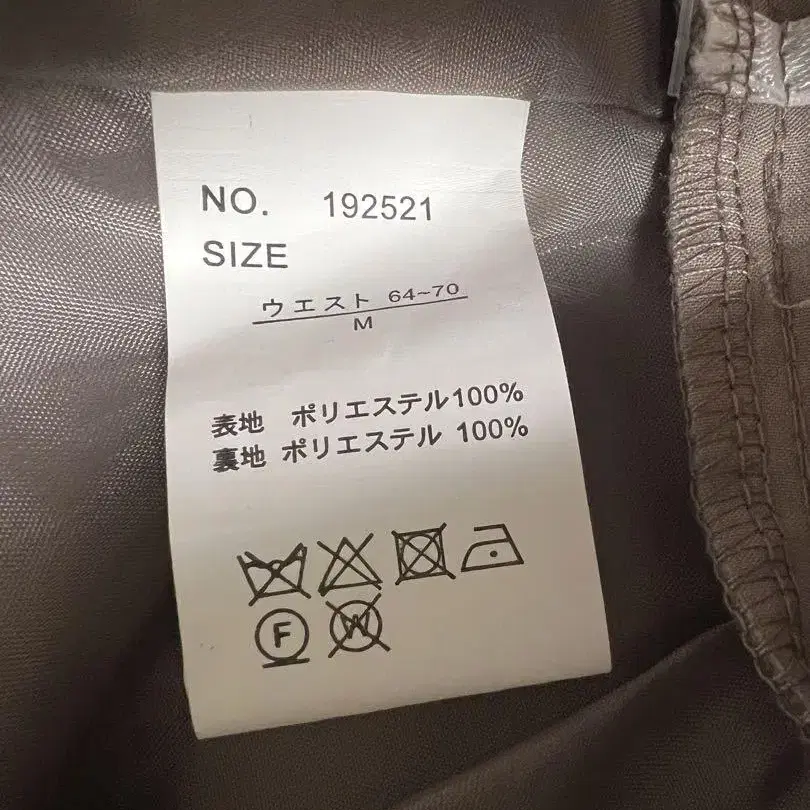 NO. 192521
SIZE
ウエスト 64~70
M
表地 ポリエステル100%
裏地 ポリエステル 100%
F W